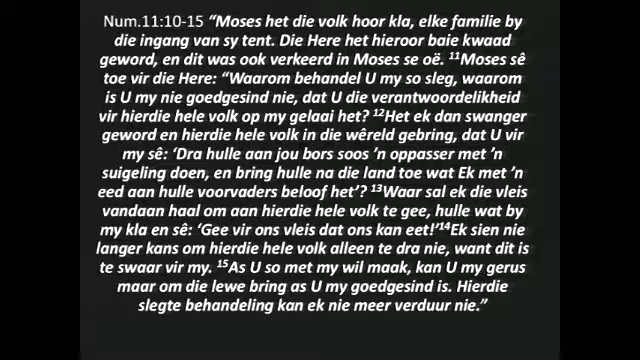 Num.11:10-15 “Moses het die volk hoor kla, elke familie by
die ingang van sy tent. Die Here het hieroor baie kwaad
geword, en dit was ook verkeerd in Moses se oë. ¹¹Moses sê
toe vir die Here: “Waarom behandel U my so sleg, waarom
is U my nie goedgesind nie, dat U die verantwoordelikheid
vir hierdie hele volk op my gelaai het? ¹²Het ek dan swanger
geword en hierdie hele volk in die wêreld gebring, dat U vir
my sê: ‘Dra hulle aan jou bors soos ’n oppasser met ’n
suigeling doen, en bring hulle na die land toe wat Ek met ’n
eed aan hulle voorvaders beloof het’? ¹³Waar sal ek die vleis
vandaan haal om aan hierdie hele volk te gee, hulle wat by
my kla en sê: ‘Gee vir ons vleis dat ons kan eet!’¹⁴Ek sien nie
langer kans om hierdie hele volk alleen te dra nie, want dit is
te swaar vir my. ¹⁵As U so met my wil maak, kan U my gerus
maar om die lewe bring as U my goedgesind is. Hierdie
slegte behandeling kan ek nie meer verduur nie.”